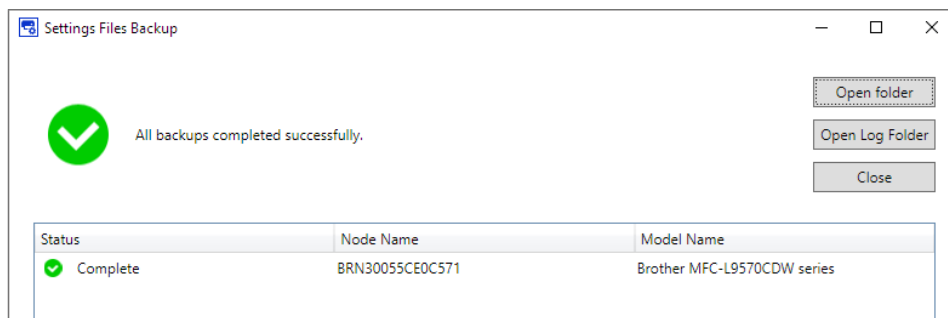 Settings Files Backup
Open folder
All backups completed successfully.
Open Log Folder
Close
Status Node Name Model Name
Complete BRN30055CE0C571 Brother MFC-L9570CDW series